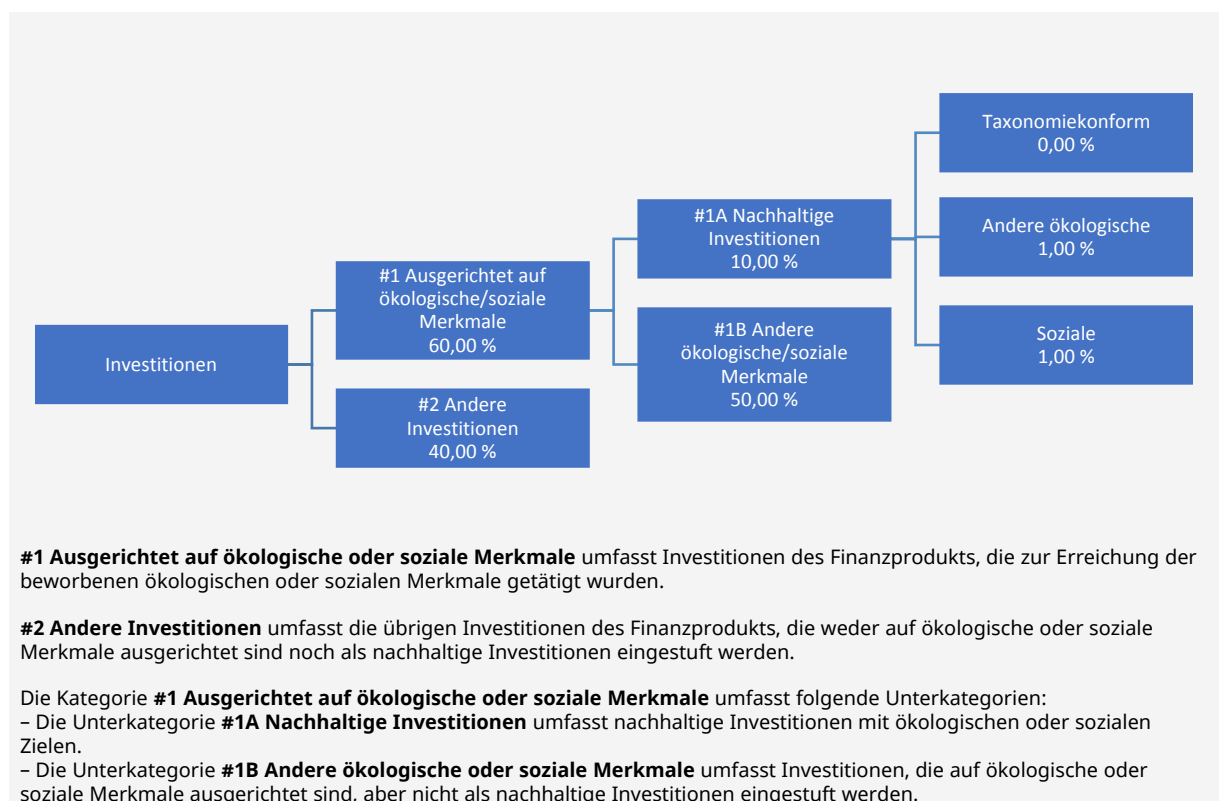 Investitionen
#1 Ausgerichtet auf
ökologische/soziale
Merkmale
60,00 %
#2 Andere
Investitionen
40,00 %
#1A Nachhaltige
Investitionen
10,00 %
#1B Andere
ökologische/soziale
Merkmale
50,00 %
Taxonomiekonform
0,00 %
Andere ökologische
1,00 %
Soziale
1,00 %
#1 Ausgerichtet auf ökologische oder soziale Merkmale umfasst Investitionen des Finanzprodukts, die zur Erreichung der
beworbenen ökologischen oder sozialen Merkmale getätigt wurden.
#2 Andere Investitionen umfasst die übrigen Investitionen des Finanzprodukts, die weder auf ökologische oder soziale
Merkmale ausgerichtet sind noch als nachhaltige Investitionen eingestuft werden.
Die Kategorie #1 Ausgerichtet auf ökologische oder soziale Merkmale umfasst folgende Unterkategorien:
– Die Unterkategorie #1A Nachhaltige Investitionen umfasst nachhaltige Investitionen mit ökologischen oder sozialen
Zielen.
– Die Unterkategorie #1B Andere ökologische oder soziale Merkmale umfasst Investitionen, die auf ökologische oder
soziale Merkmale ausgerichtet sind, aber nicht als nachhaltige Investitionen eingestuft werden.